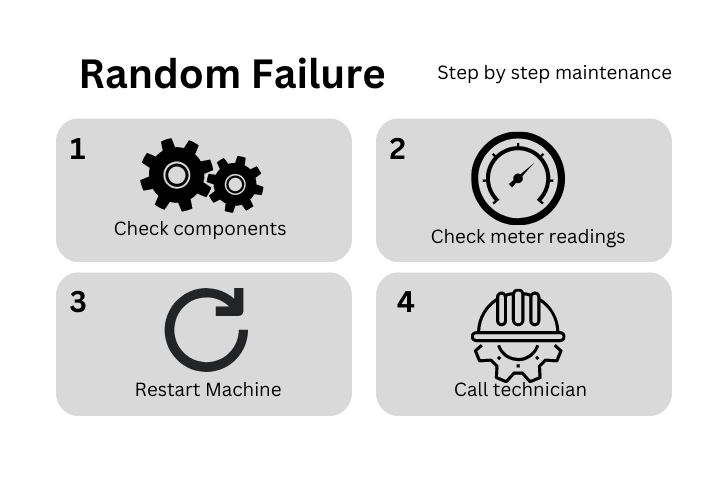 Random Failure
Step by step maintenance
1
Check components
2
Check meter readings
3
Restart Machine
4
Call technician